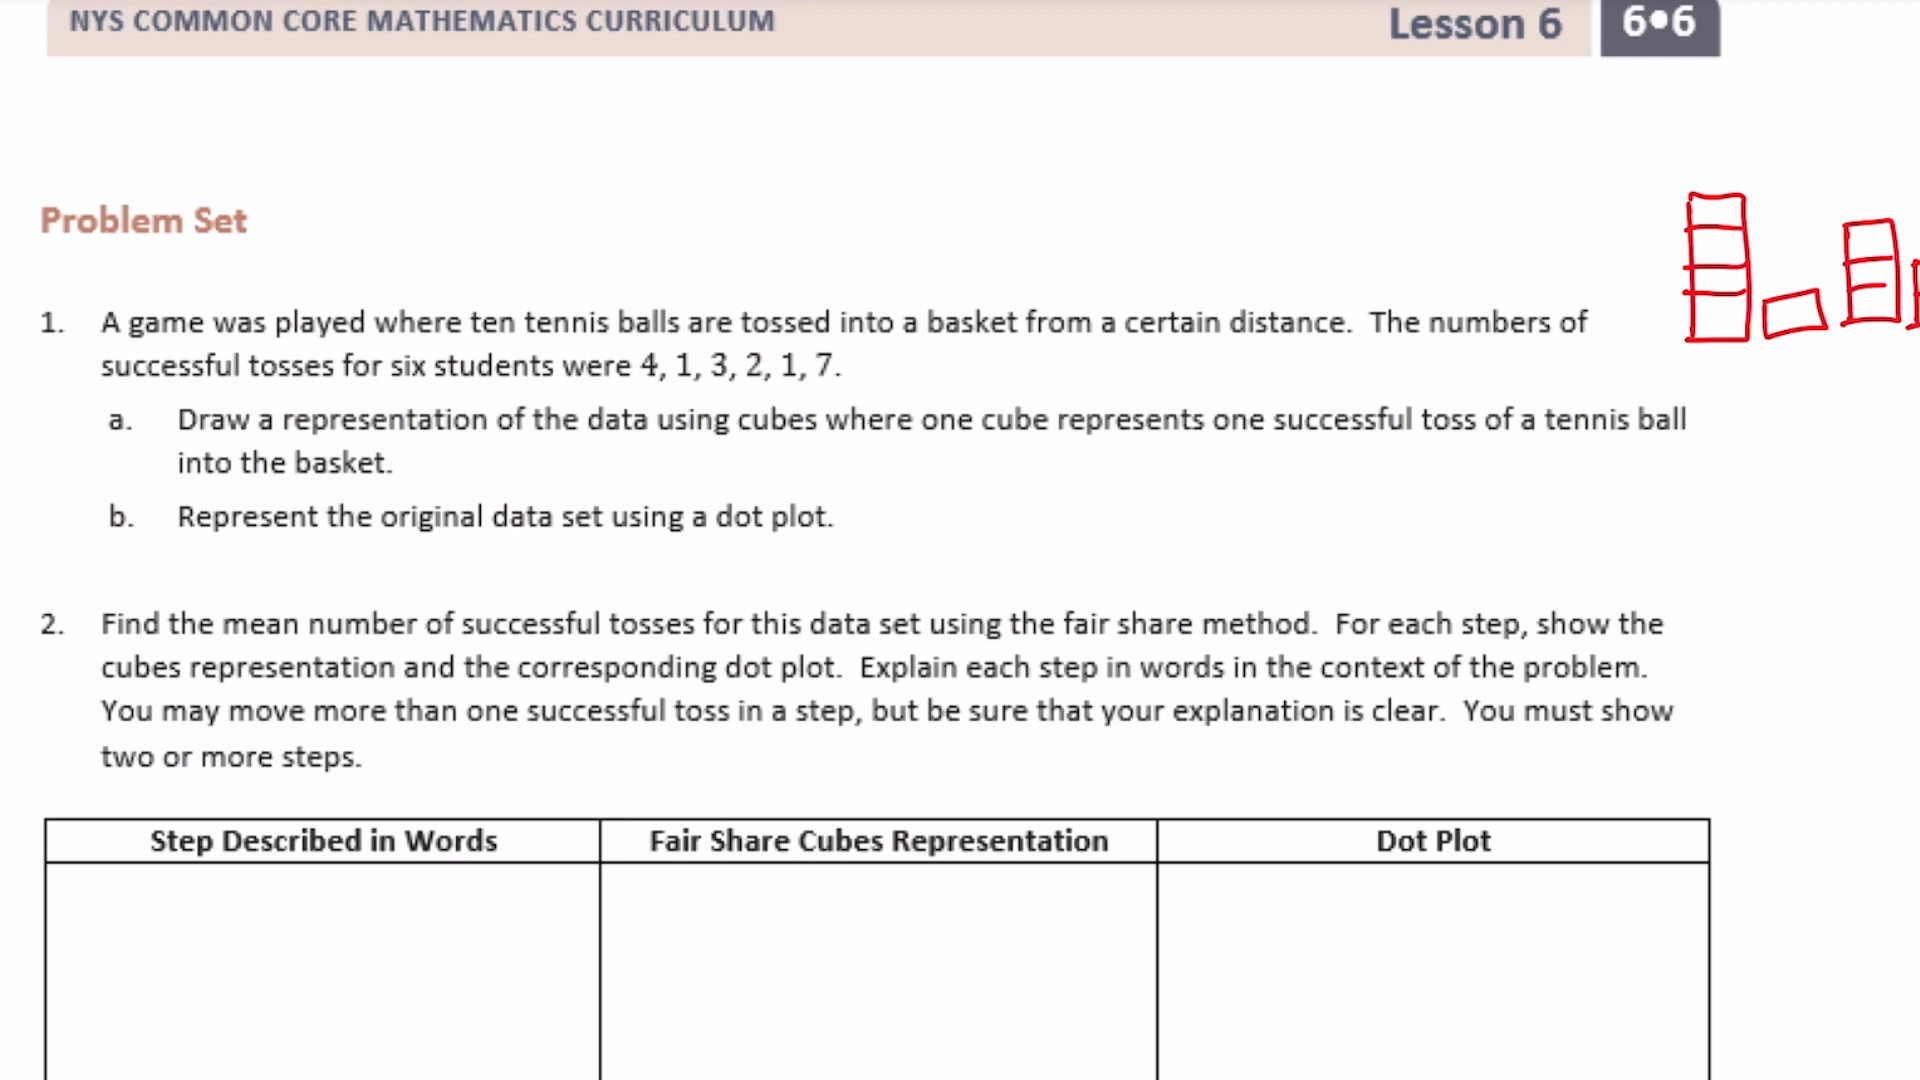 NYS COMMON CORE MATHEMATICS CURRICULUM Lesson 6 6•6
Problem Set
1. A game was played where ten tennis balls are tossed into a basket from a certain distance. The numbers of
successful tosses for six students were 4, 1, 3, 2, 1, 7.
a. Draw a representation of the data using cubes where one cube represents one successful toss of a tennis ball
into the basket.
b. Represent the original data set using a dot plot.
2. Find the mean number of successful tosses for this data set using the fair share method. For each step, show the
cubes representation and the corresponding dot plot. Explain each step in words in the context of the problem.
You may move more than one successful toss in a step, but be sure that your explanation is clear. You must show
two or more steps.
Step Described in Words Fair Share Cubes Representation Dot Plot